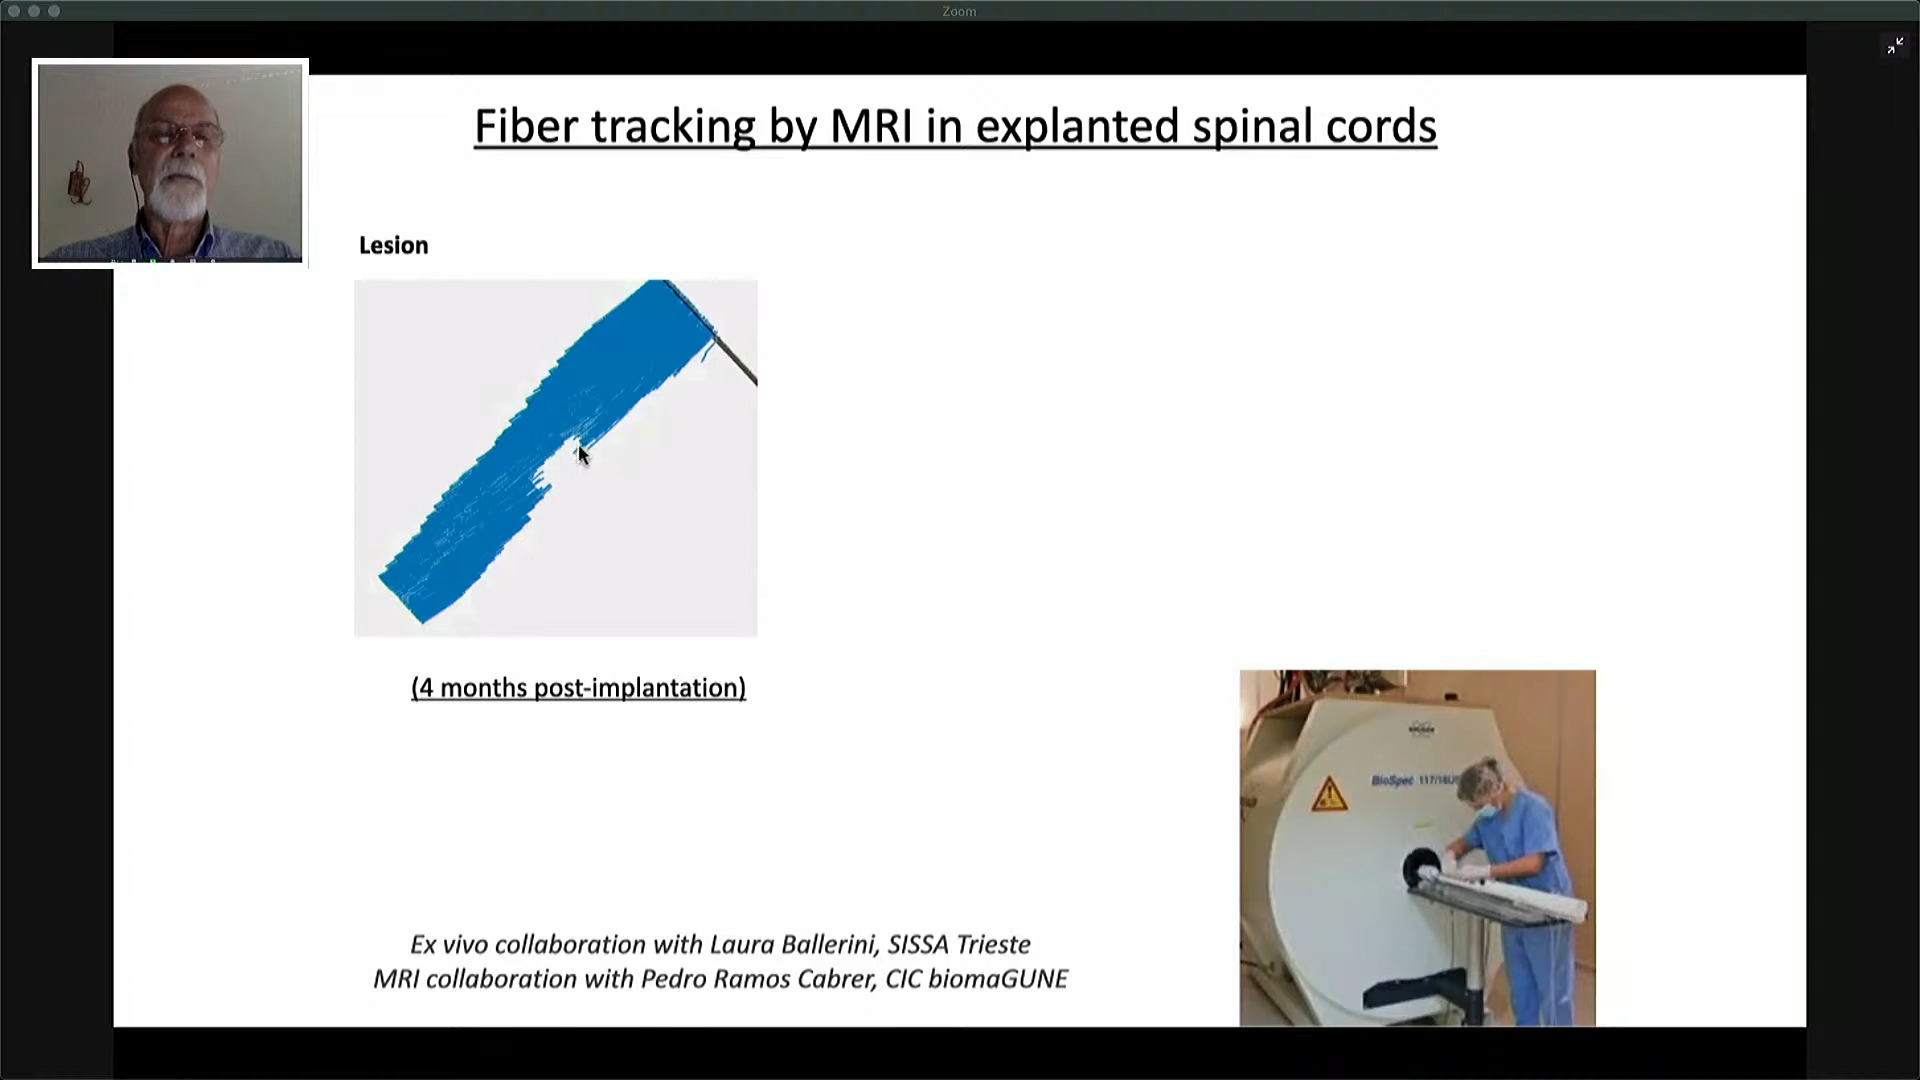 Zoom
Fiber tracking by MRI in explanted spinal cords
Lesion
(4 months post-implantation)
BioSpec 117/16US
Ex vivo collaboration with Laura Ballerini, SISSA Trieste
MRI collaboration with Pedro Ramos Cabrer, CIC biomaGUNE